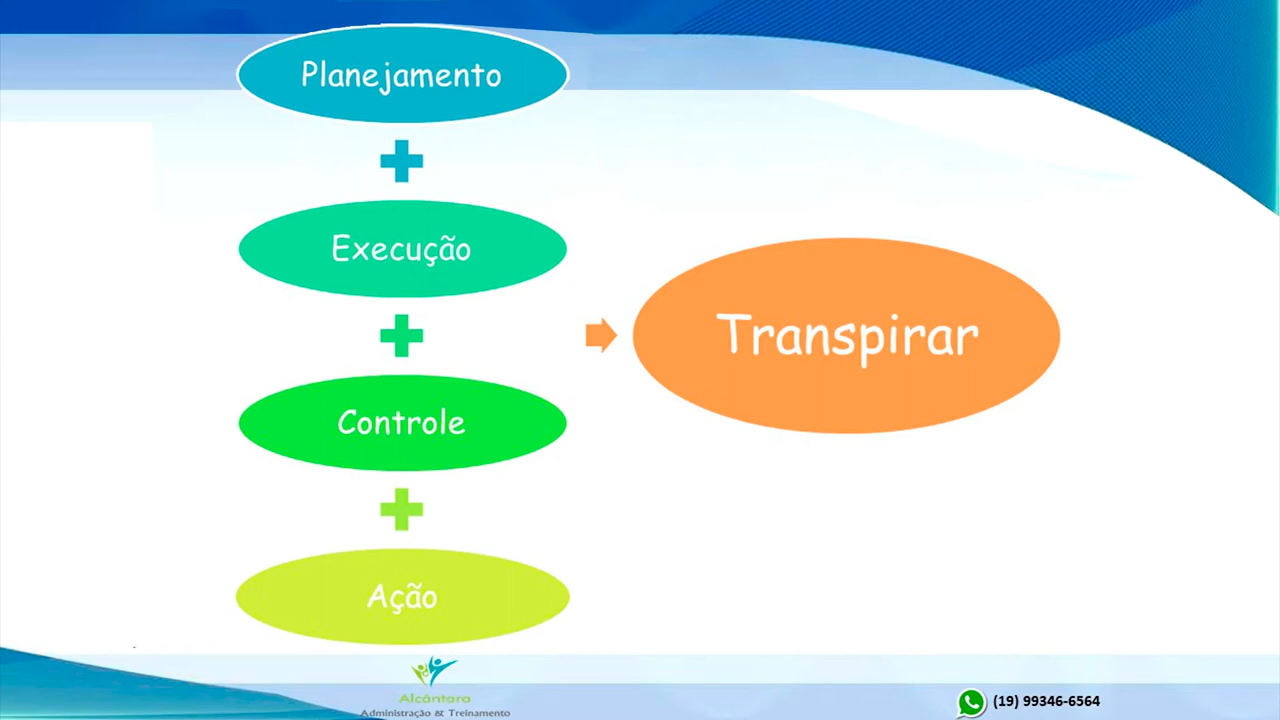 Planejamento
Execução
Controle
Ação
Transpirar
Alcântara
Administração & Treinamento
(19) 99346-6564